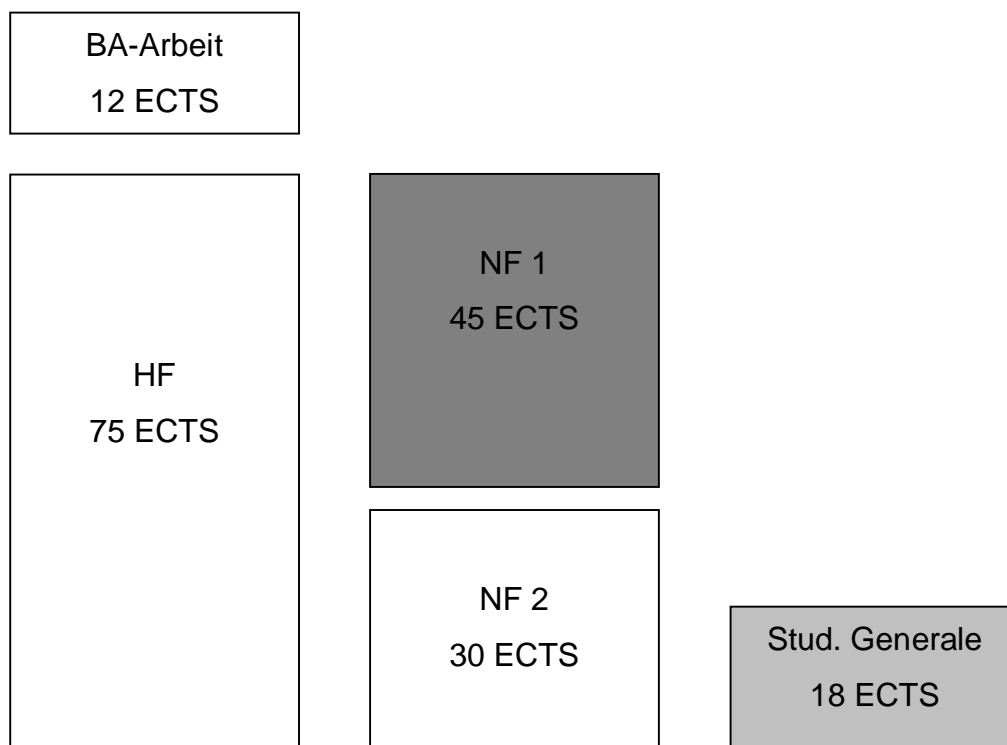 BA-Arbeit
12 ECTS
HF
75 ECTS
NF 1
45 ECTS
NF 2
30 ECTS
Stud. Generale
18 ECTS